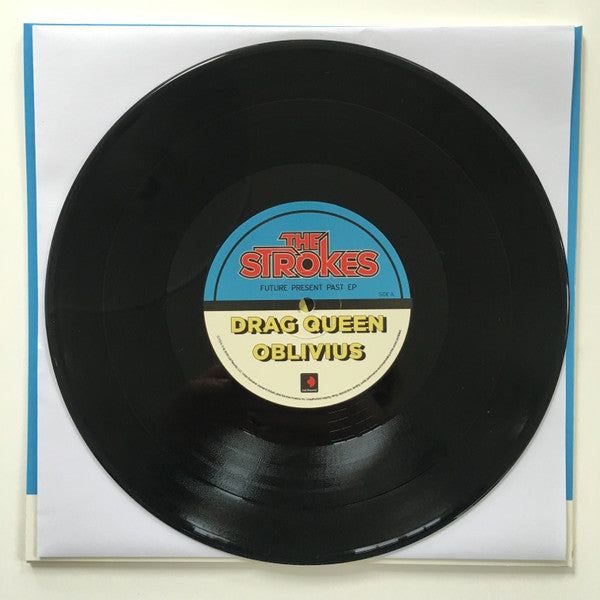 THE
STROKES
FUTURE PRESENT PAST EP
SIDE A
DRAG QUEEN
OBLIVIUS